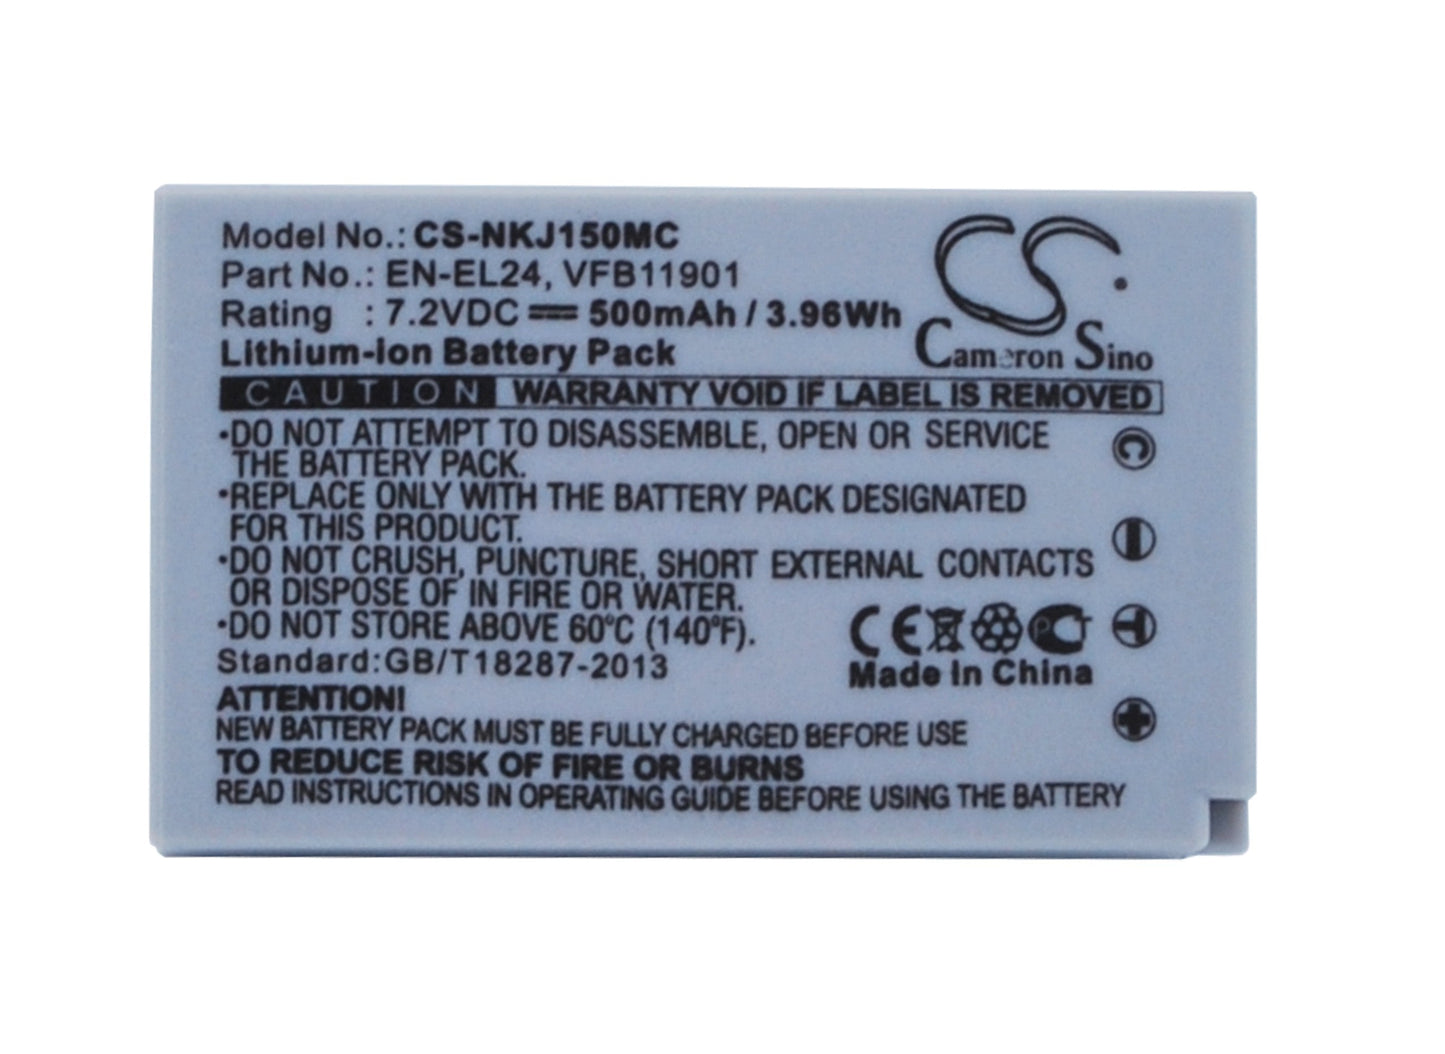 Model No.: CS-NKJ150MC
Part No.: EN-EL24, VFB11901
Rating : 7.2VDC 500mAh / 3.96Wh
Lithium-ion Battery Pack
CS
Cameron Sino
CAUTION WARRANTY VOID IF LABEL IS REMOVED
•DO NOT ATTEMPT TO DISASSEMBLE, OPEN OR SERVICE
THE BATTERY PACK.
•REPLACE ONLY WITH THE BATTERY PACK DESIGNATED
FOR THIS PRODUCT.
•DO NOT CRUSH, PUNCTURE, SHORT EXTERNAL CONTACTS
OR DISPOSE OF IN FIRE OR WATER.
•DO NOT STORE ABOVE 60°C (140°F).
Standard:GB/T18287-2013
CE
Made In China
C
ATTENTION!
NEW BATTERY PACK MUST BE FULLY CHARGED BEFORE USE
TO REDUCE RISK OF FIRE OR BURNS
READ INSTRUCTIONS IN OPERATING GUIDE BEFORE USING THE BATTERY